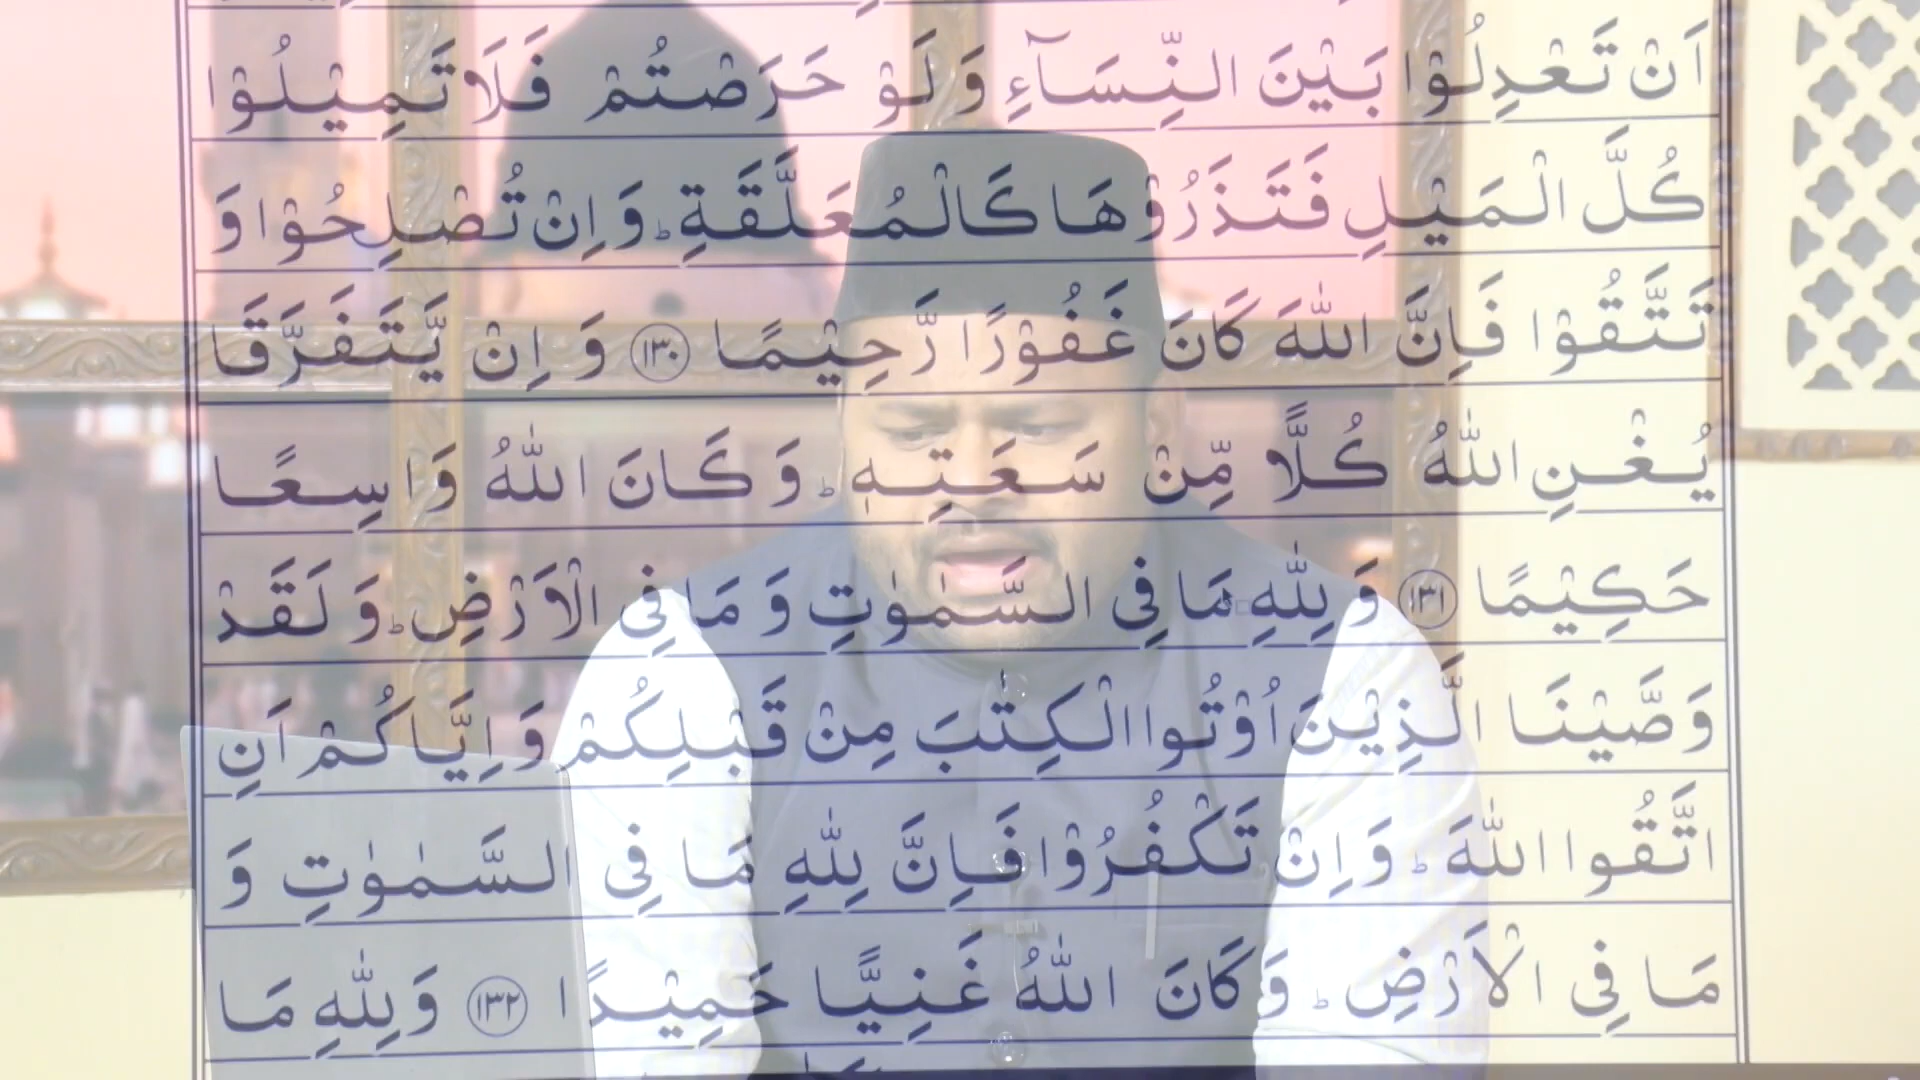 اَنْ تَعْدِلُوْا بَيْنَ النِّسَآءِ وَ لَوْ حَرَصْتُمْ فَلَا تَمِيْلُوْا
كُلَّ الْمَيْلِ فَتَذَرُوْهَا كَالْمُعَلَّقَةِ ؕ وَ اِنْ تُصْلِحُوْا وَ
تَتَّقُوْا فَاِنَّ اللّٰهَ كَانَ غَفُوْرًا رَّحِيْمًا ﴿۱۳۰﴾ وَ اِنْ يَّتَفَرَّقَا
يُغْنِ اللّٰهُ كُلًّا مِّنْ سَعَتِهٖ ؕ وَ كَانَ اللّٰهُ وَاسِعًا
حَكِيْمًا ﴿۱۳۱﴾ وَ لِلّٰهِ مَا فِى السَّمٰوٰتِ وَ مَا فِى الْاَرْضِ ؕ وَ لَقَدْ
وَصَّيْنَا الَّذِيْنَ اُوْتُوا الْكِتٰبَ مِنْ قَبْلِكُمْ وَ اِيَّاكُمْ اَنِ
اتَّقُوا اللّٰهَ ؕ وَ اِنْ تَكْفُرُوْا فَاِنَّ لِلّٰهِ مَا فِى السَّمٰوٰتِ وَ
مَا فِى الْاَرْضِ ؕ وَ كَانَ اللّٰهُ غَنِيًّا حَمِيْدًا ﴿۱۳۲﴾ وَ لِلّٰهِ مَا